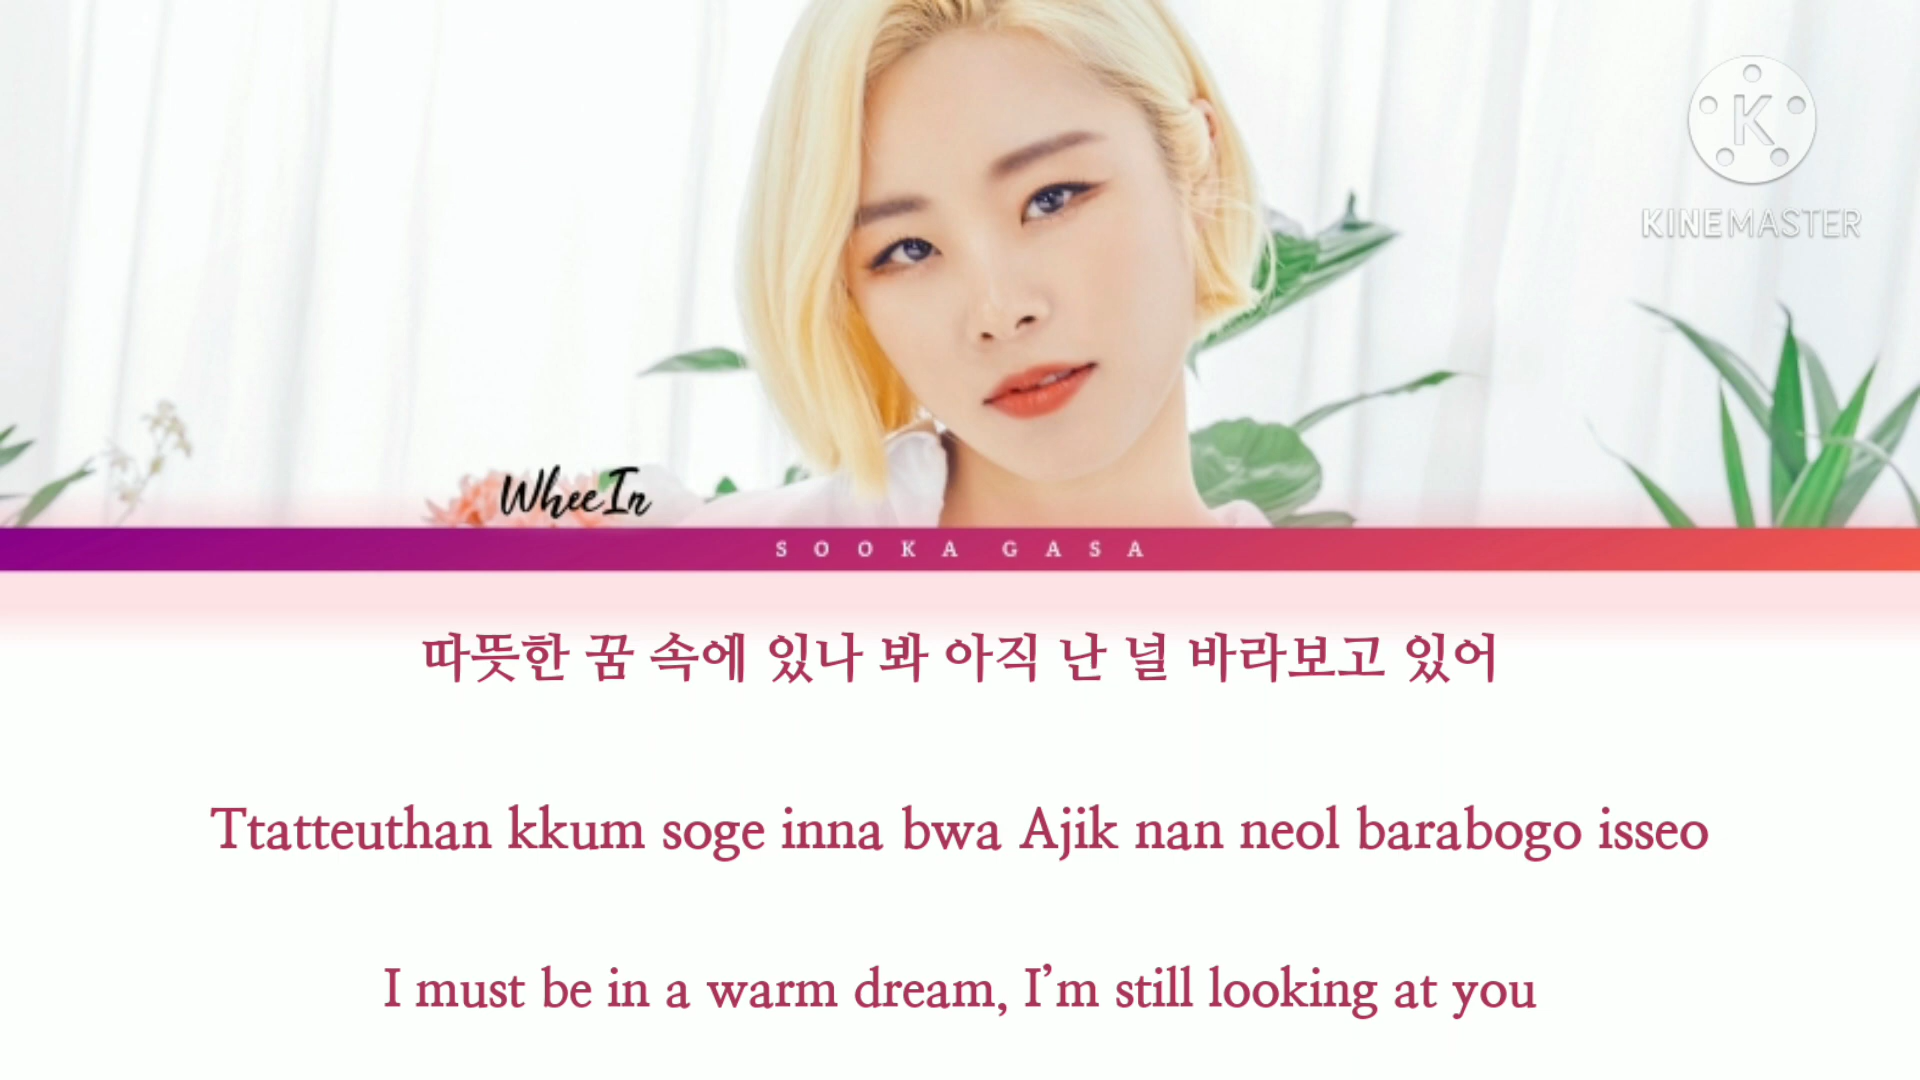 K
KINEMASTER
WheeIn
SOOKA GASA
따뜻한 꿈 속에 있나 봐 아직 난 널 바라보고 있어
Ttatteuthan kkum soge inna bwa Ajik nan neol barabogo isseo
I must be in a warm dream, I’m still looking at you